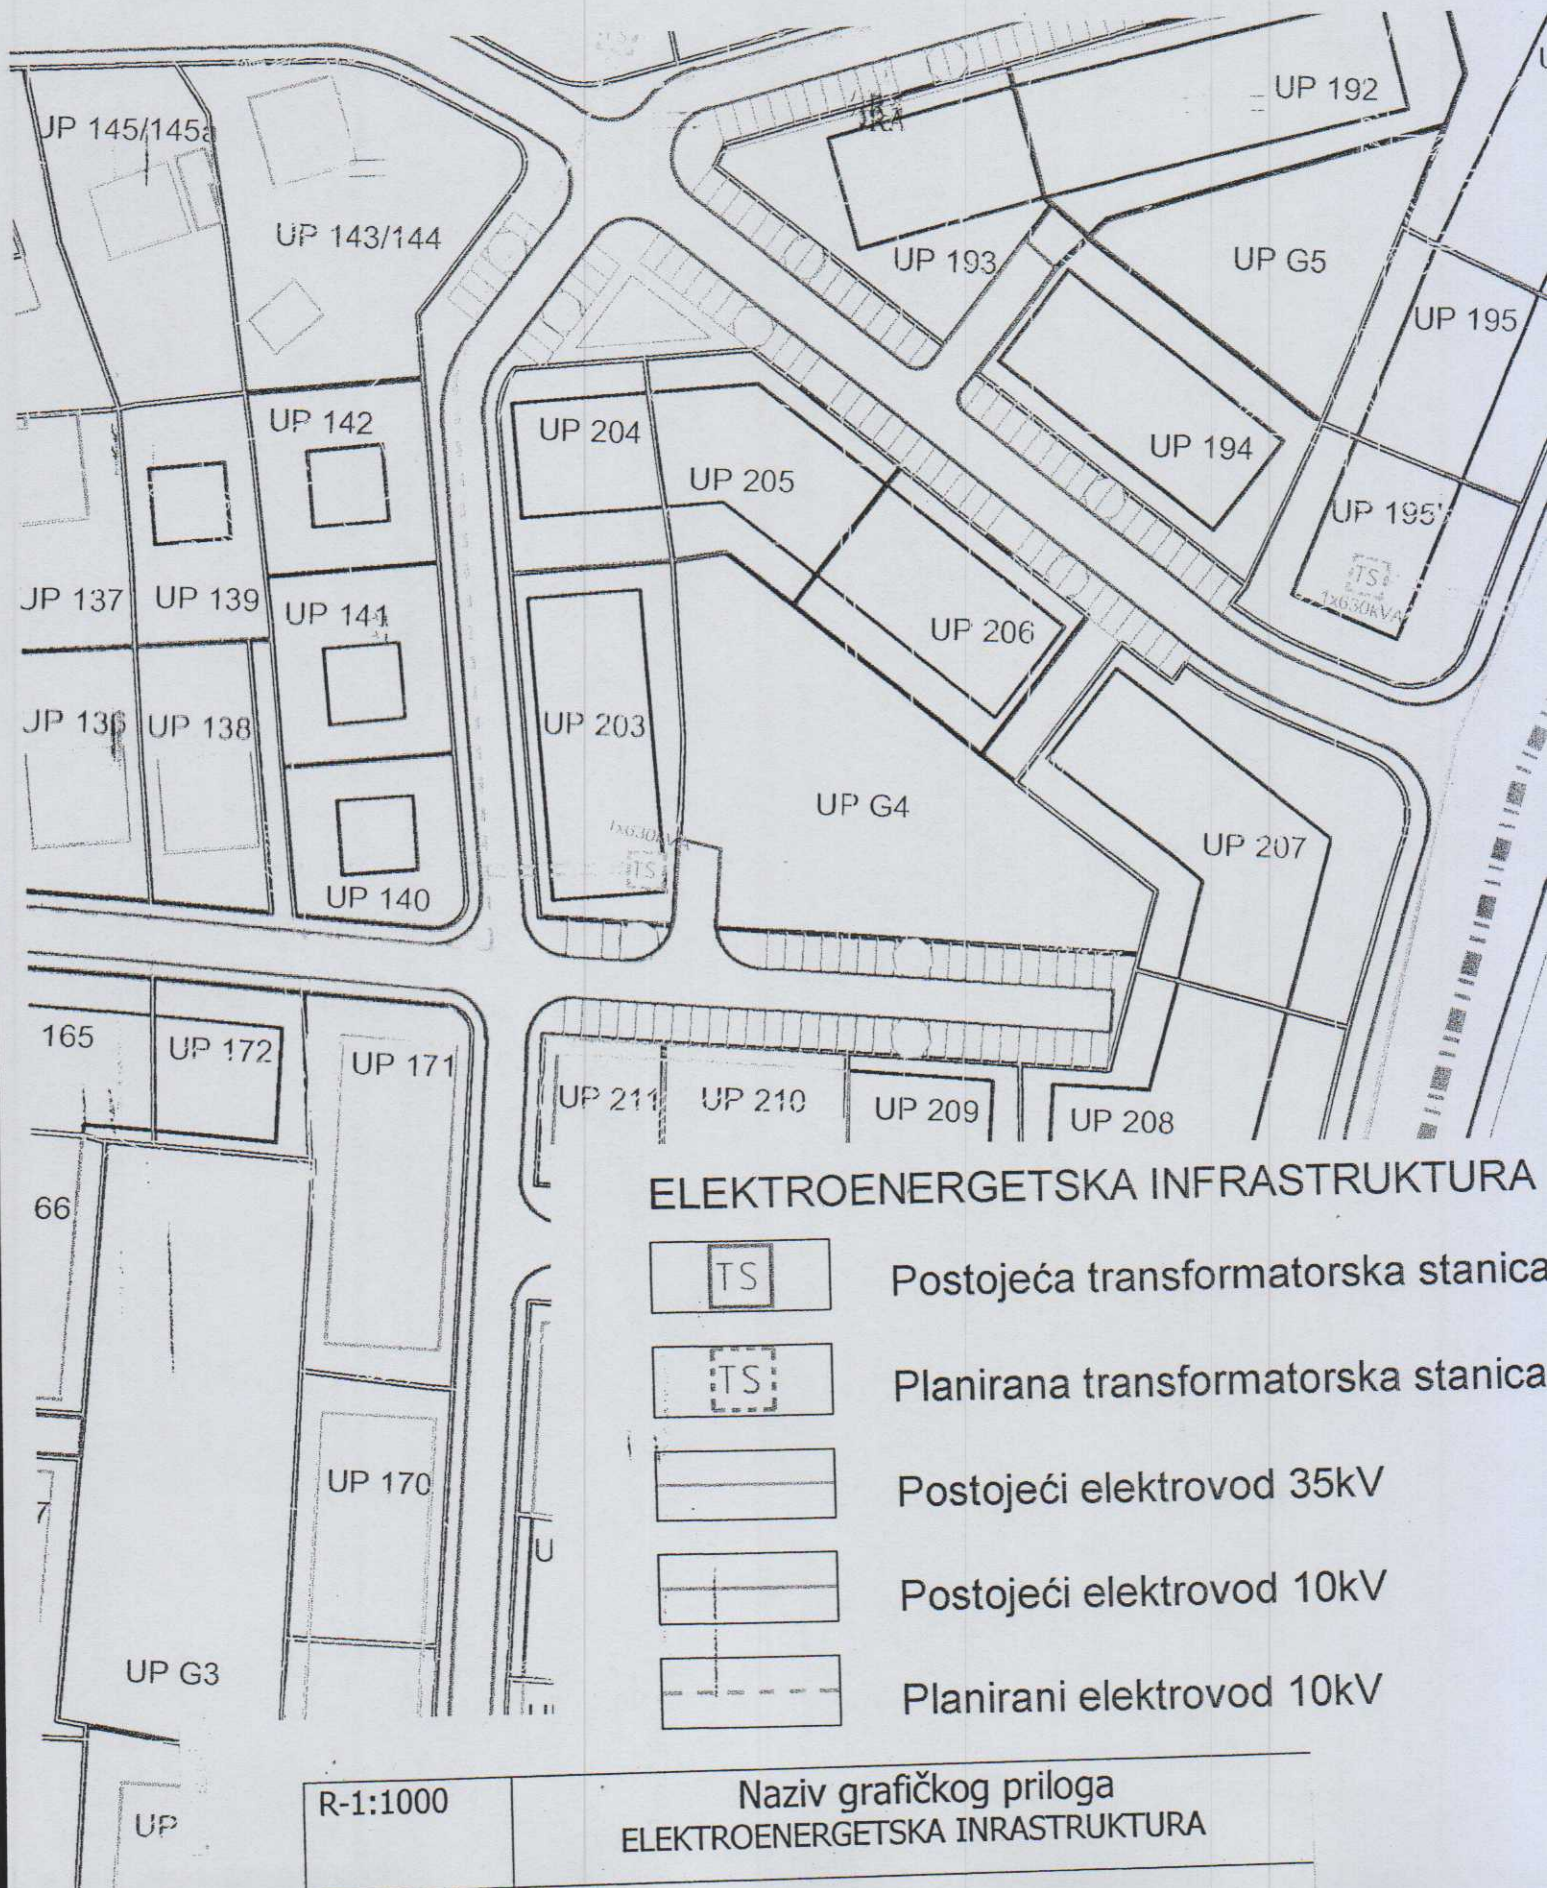 UP 192
UP 145/145a
UP 143/144
UP 193
UP G5
UP 195
UP 142
UP 204
UP 205
UP 194
UP 195'
TS
1x630kVA
JP 137
UP 139
UP 141
UP 206
JP 136
UP 138
UP 203
UP G4
1x630kVA
UP 207
TS
UP 140
165
UP 172
UP 171
UP 211
UP 210
UP 209
UP 208
ELEKTROENERGETSKA INFRASTRUKTURA
66
TS
Postojeća transformatorska stanica
TS
Planirana transformatorska stanica
UP 170
Postojeći elektrovod 35kV
7
U
Postojeći elektrovod 10kV
UP G3
Planirani elektrovod 10kV
R-1:1000
Naziv grafičkog priloga
ELEKTROENERGETSKA INRASTRUKTURA
UP